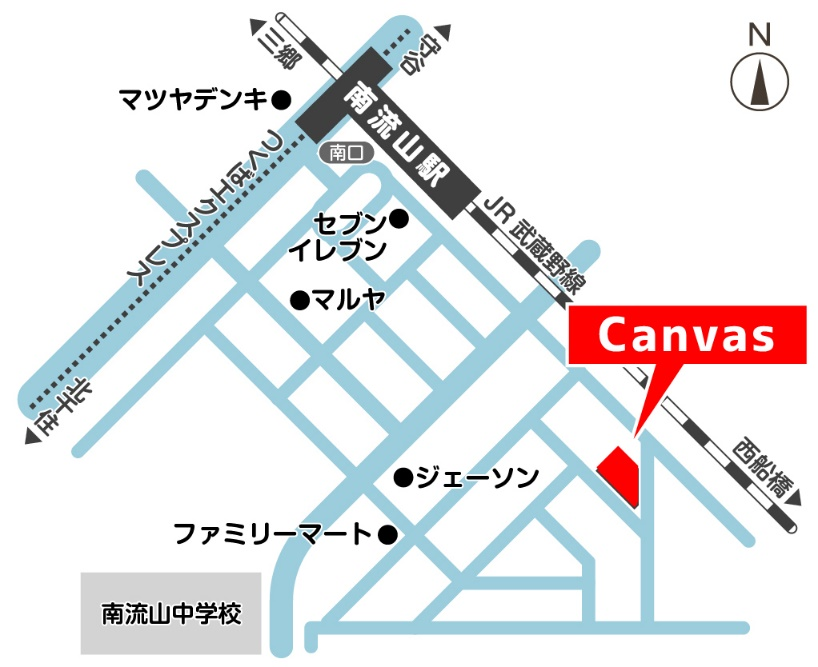 N
三郷
守谷
マツヤデンキ
南流山駅
南口
つくばエクスプレス
JR 武蔵野線
セブン
イレブン
マルヤ
Canvas
北千住
西船橋
ジェーソン
ファミリーマート
南流山中学校